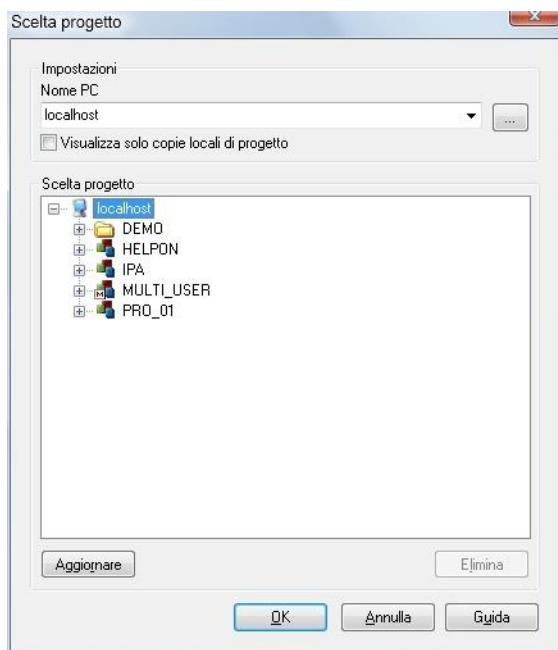 Scelta progetto
Impostazioni
Nome PC
localhost
...
Visualizza solo copie locali di progetto
Scelta progetto
localhost
DEMO
HELPON
IPA
M MULTI_USER
PRO_01
Aggiornare
Elimina
OK
Annulla
Guida